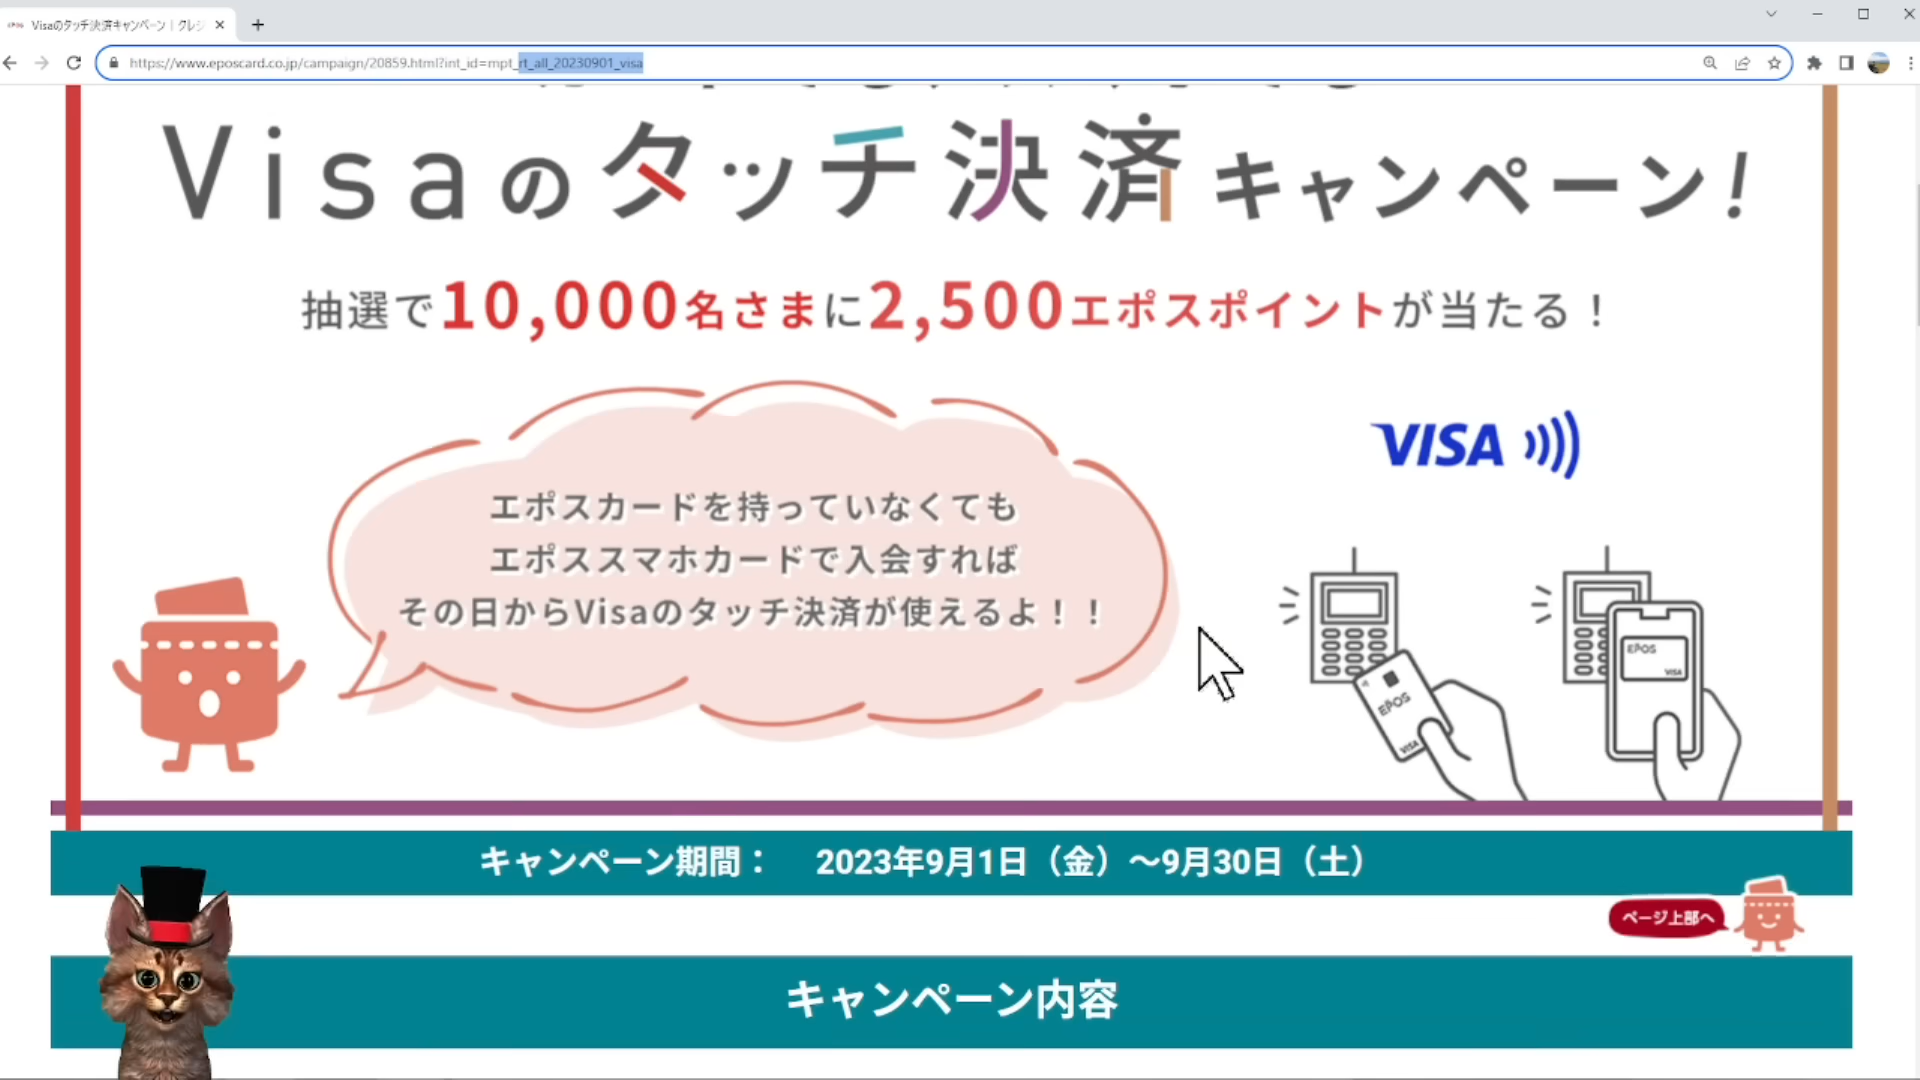 Visaのタッチ決済キャンペーン | クレジ
https://www.eposcard.co.jp/campaign/20859.html?int_id=mpt_rt_all_20230901_visa
Visaのタッチ決済キャンペーン!
抽選で10,000名さまに2,500エポスポイントが当たる！
VISA
エポスカードを持っていなくても
エポススマホカードで入会すれば
その日からVisaのタッチ決済が使えるよ！！
EPOS
VISA
EPOS
VISA
キャンペーン期間： 2023年9月1日（金）～9月30日（土）
ページ上部へ
キャンペーン内容